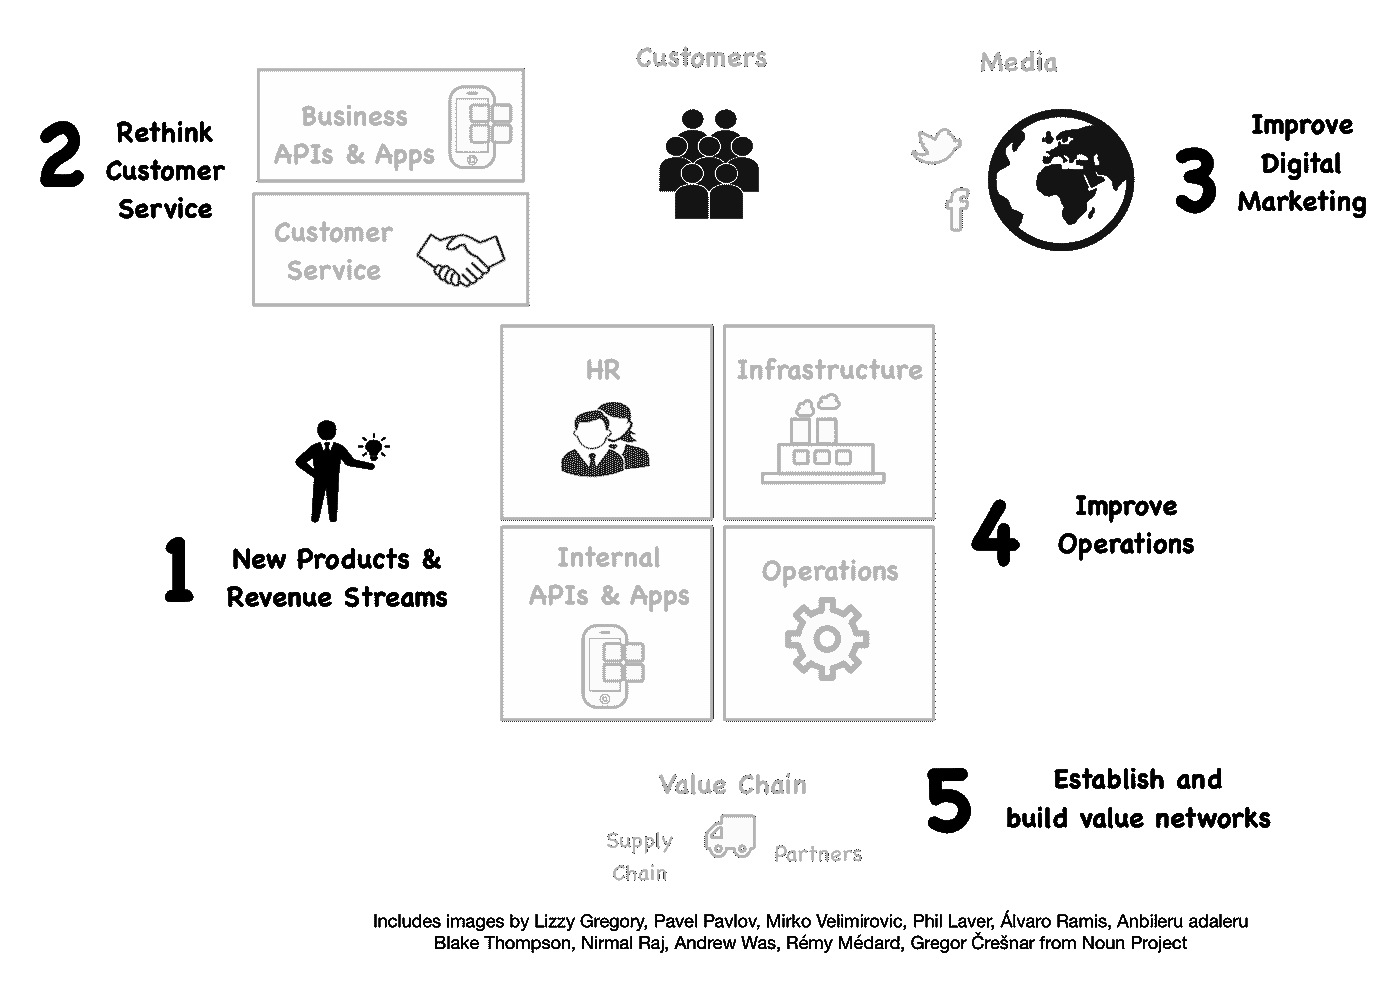 Customers
Media
Business
APIs & Apps
2
Rethink
Customer
Service
Customer
Service
3
Improve
Digital
Marketing
f
HR
Infrastructure
1
New Products &
Revenue Streams
Internal
APIs & Apps
Operations
4
Improve
Operations
Value Chain
Supply
Chain
Partners
5
Establish and
build value networks
Includes images by Lizzy Gregory, Pavel Pavlov, Mirko Velimirovic, Phil Laver, Álvaro Ramis, Anbileru adaleru
Blake Thompson, Nirmal Raj, Andrew Was, Rémy Médard, Gregor Črešnar from Noun Project